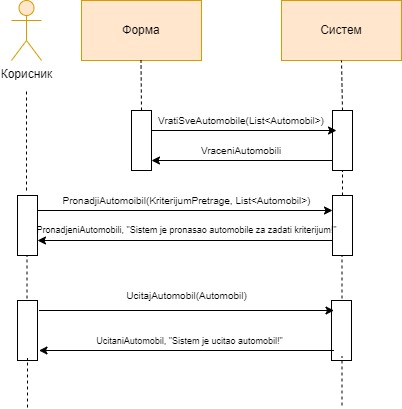 Форма
Систем
Корисник
VratiSveAutomobile(List<Automobil>)
VraceniAutomobili
PronadjiAutomoibil(KriterijumPretrage, List<Automobil>)
PronadjeniAutomobili, "Sistem je pronasao automobile za zadati kriterijum!"
UcitajAutomobil(Automobil)
UcitaniAutomobil, "Sistem je ucitao automobil!"